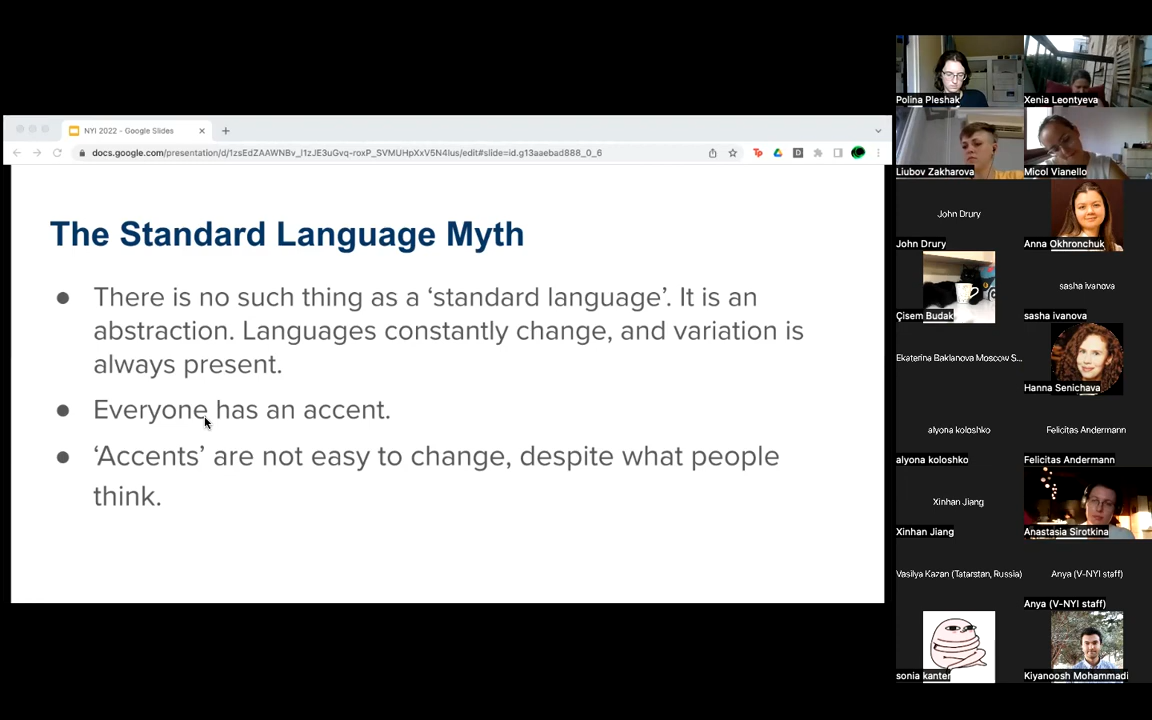 NYI 2022 - Google Slides
docs.google.com/presentation/d/1zsEdZAAWNBv_l1zJE3uGvq-roxP_SVMUHpXxV5N4lus/edit#slide=id.g13aaebad888_0_6
The Standard Language Myth
● There is no such thing as a ‘standard language’. It is an
abstraction. Languages constantly change, and variation is
always present.
● Everyone has an accent.
● ‘Accents’ are not easy to change, despite what people
think.
Polina Pleshak
Xenia Leontyeva
Liubov Zakharova
Micol Vianello
John Drury
John Drury
Anna Okhronchuk
Çisem Budak
sasha ivanova
sasha ivanova
Ekaterina Baklanova Moscow S...
Hanna Senichava
alyona koloshko
alyona koloshko
Felicitas Andermann
Felicitas Andermann
Xinhan Jiang
Xinhan Jiang
Anastasia Sirotkina
Vasilya Kazan (Tatarstan, Russia)
Anya (V-NYI staff)
Anya (V-NYI staff)
sonia kanter
Kiyanoosh Mohammadi